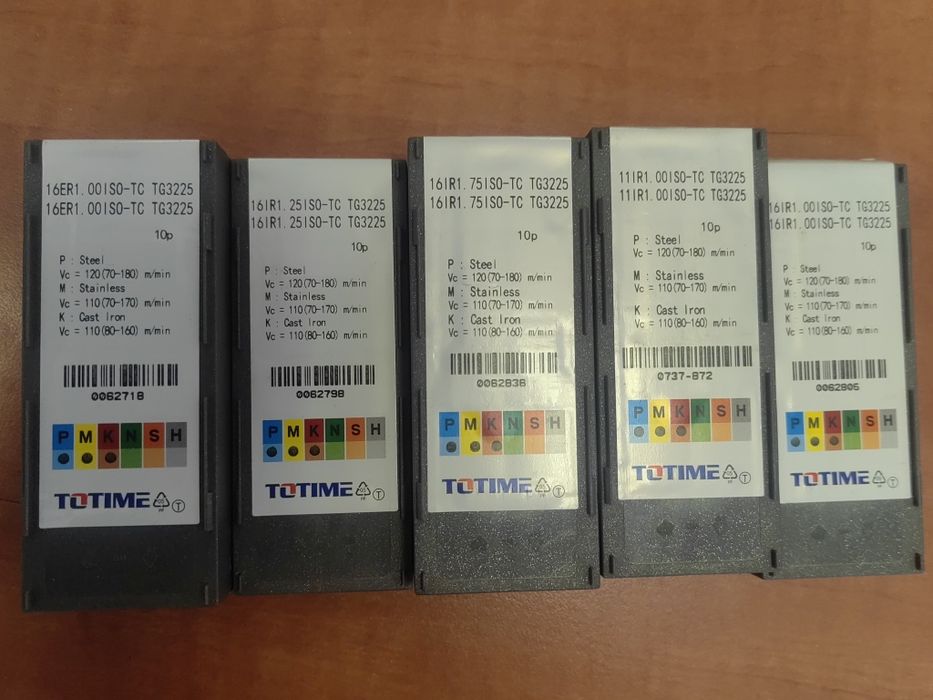 16ER1.00ISO-TC TG3225
16ER1.00ISO-TC TG3225
10p
P : Steel
Vc = 120(70-180) m/min
M : Stainless
Vc = 110(70-170) m/min
K : Cast Iron
Vc = 110(80-160) m/min
0062718
P M K N S H
TOTIME
T
16IR1.25ISO-TC TG3225
16IR1.25ISO-TC TG3225
10p
P : Steel
Vc = 120(70-180) m/min
M : Stainless
Vc = 110(70-170) m/min
K : Cast Iron
Vc = 110(80-160) m/min
0062798
P M K N S H
TOTIME
T
16IR1.75ISO-TC TG3225
16IR1.75ISO-TC TG3225
10p
P : Steel
Vc = 120(70-180) m/min
M : Stainless
Vc = 110(70-170) m/min
K : Cast Iron
Vc = 110(80-160) m/min
0062838
P M K N S H
TOTIME
T
11IR1.00ISO-TC TG3225
11IR1.00ISO-TC TG3225
10p
P : Steel
Vc = 120(70-180) m/min
M : Stainless
Vc = 110(70-170) m/min
K : Cast Iron
Vc = 110(80-160) m/min
0737-872
P M K N S H
TOTIME
T
16IR1.00ISO-TC TG3225
16IR1.00ISO-TC TG3225
10p
P : Steel
Vc = 120(70-180) m/min
M : Stainless
Vc = 110(70-170) m/min
K : Cast Iron
Vc = 110(80-160) m/min
0062805
P M K N S H
TOTIME
T